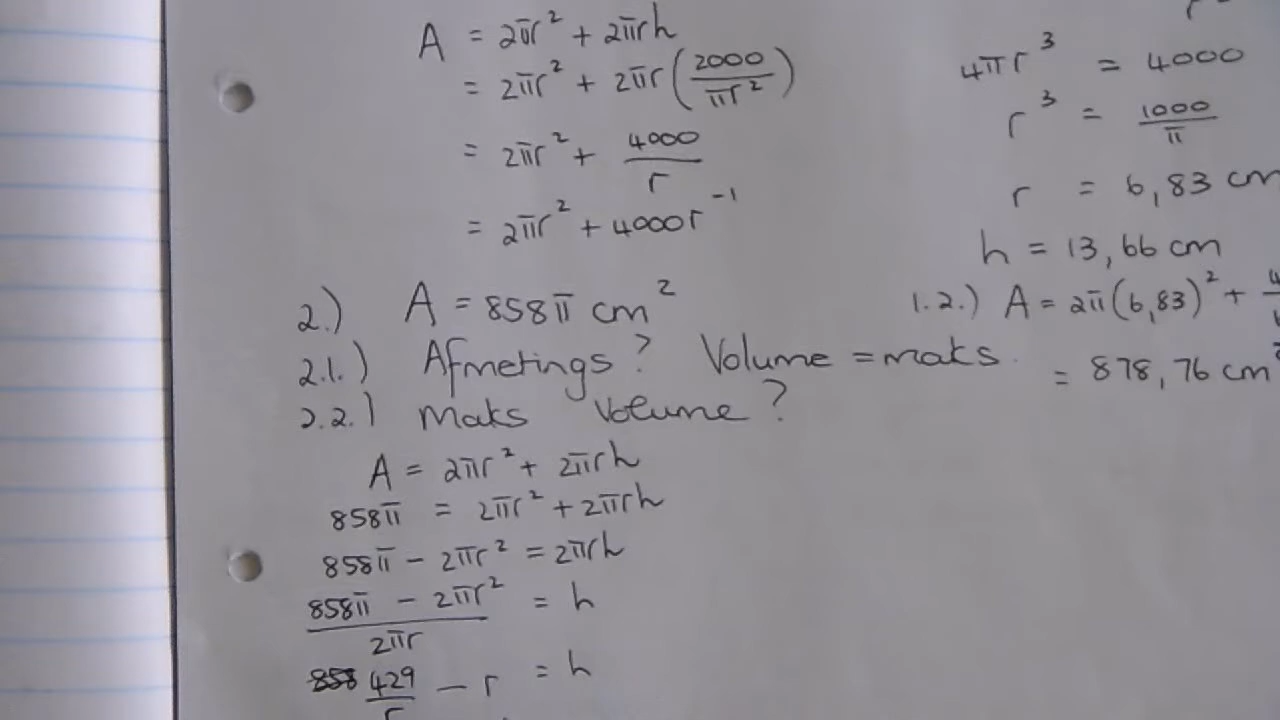 A = 2πr² + 2πrh
= 2πr² + 2πr(2000/πr²)
= 2πr² + 4000/r
= 2πr² + 4000r⁻¹
2.) A = 858π cm²
2.1.) Afmetings? Volume = maks.
2.2.) Maks Volume?
A = 2πr² + 2πrh
858π = 2πr² + 2πrh
858π − 2πr² = 2πrh
(858π − 2πr²)/2πr = h
429/r − r = h
4πr³ = 4000
r³ = 1000/π
r = 6,83 cm
h = 13,66 cm
1.2.) A = 2π(6,83)² +
= 878,76 cm²